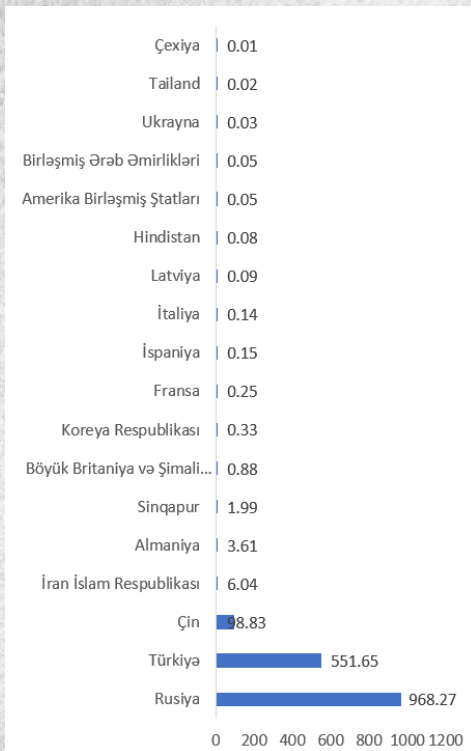 Çexiya 0.01
Tailand 0.02
Ukrayna 0.03
Birləşmiş Ərəb Əmirlikləri 0.05
Amerika Birləşmiş Ştatları 0.05
Hindistan 0.08
Latviya 0.09
İtaliya 0.14
İspaniya 0.15
Fransa 0.25
Koreya Respublikası 0.33
Böyük Britaniya və Şimali... 0.88
Sinqapur 1.99
Almaniya 3.61
İran İslam Respublikası 6.04
Çin 98.83
Türkiyə 551.65
Rusiya 968.27
0 200 400 600 800 1000 1200